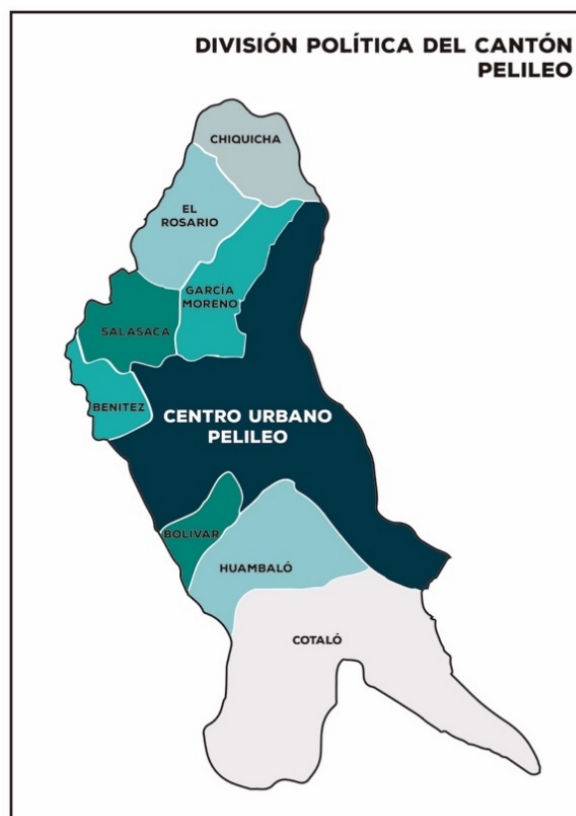 DIVISIÓN POLÍTICA DEL CANTÓN
PELILEO
CHIQUICHA
EL
ROSARIO
GARCÍA
MORENO
SALASACA
BENITEZ
CENTRO URBANO
PELILEO
BOLIVAR
HUAMBALÓ
COTALÓ